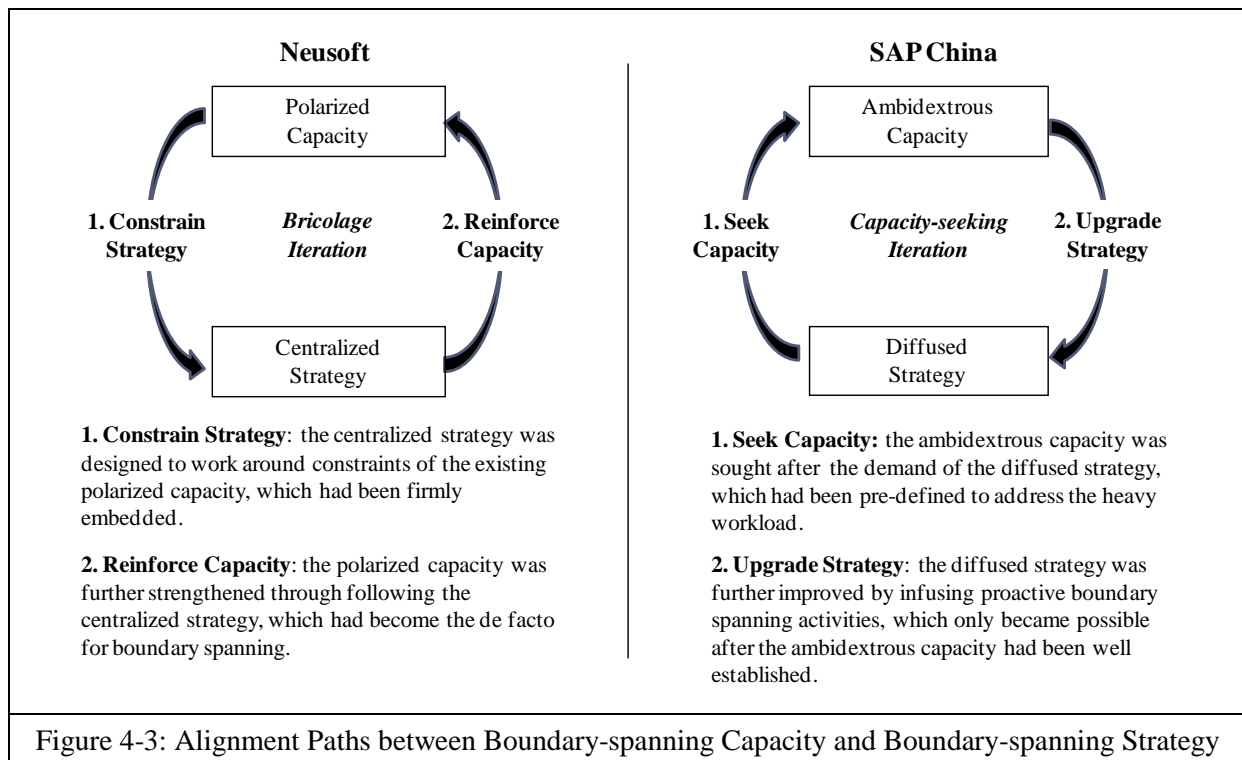 Neusoft
Polarized
Capacity
1. Constrain
Strategy
Bricolage
Iteration
2. Reinforce
Capacity
Centralized
Strategy
1. Constrain Strategy: the centralized strategy was
designed to work around constraints of the existing
polarized capacity, which had been firmly
embedded.
2. Reinforce Capacity: the polarized capacity was
further strengthened through following the
centralized strategy, which had become the de facto
for boundary spanning.
SAP China
Ambidextrous
Capacity
1. Seek
Capacity
Capacity-seeking
Iteration
2. Upgrade
Strategy
Diffused
Strategy
1. Seek Capacity: the ambidextrous capacity was
sought after the demand of the diffused strategy,
which had been pre-defined to address the heavy
workload.
2. Upgrade Strategy: the diffused strategy was
further improved by infusing proactive boundary
spanning activities, which only became possible
after the ambidextrous capacity had been well
established.
Figure 4-3: Alignment Paths between Boundary-spanning Capacity and Boundary-spanning Strategy